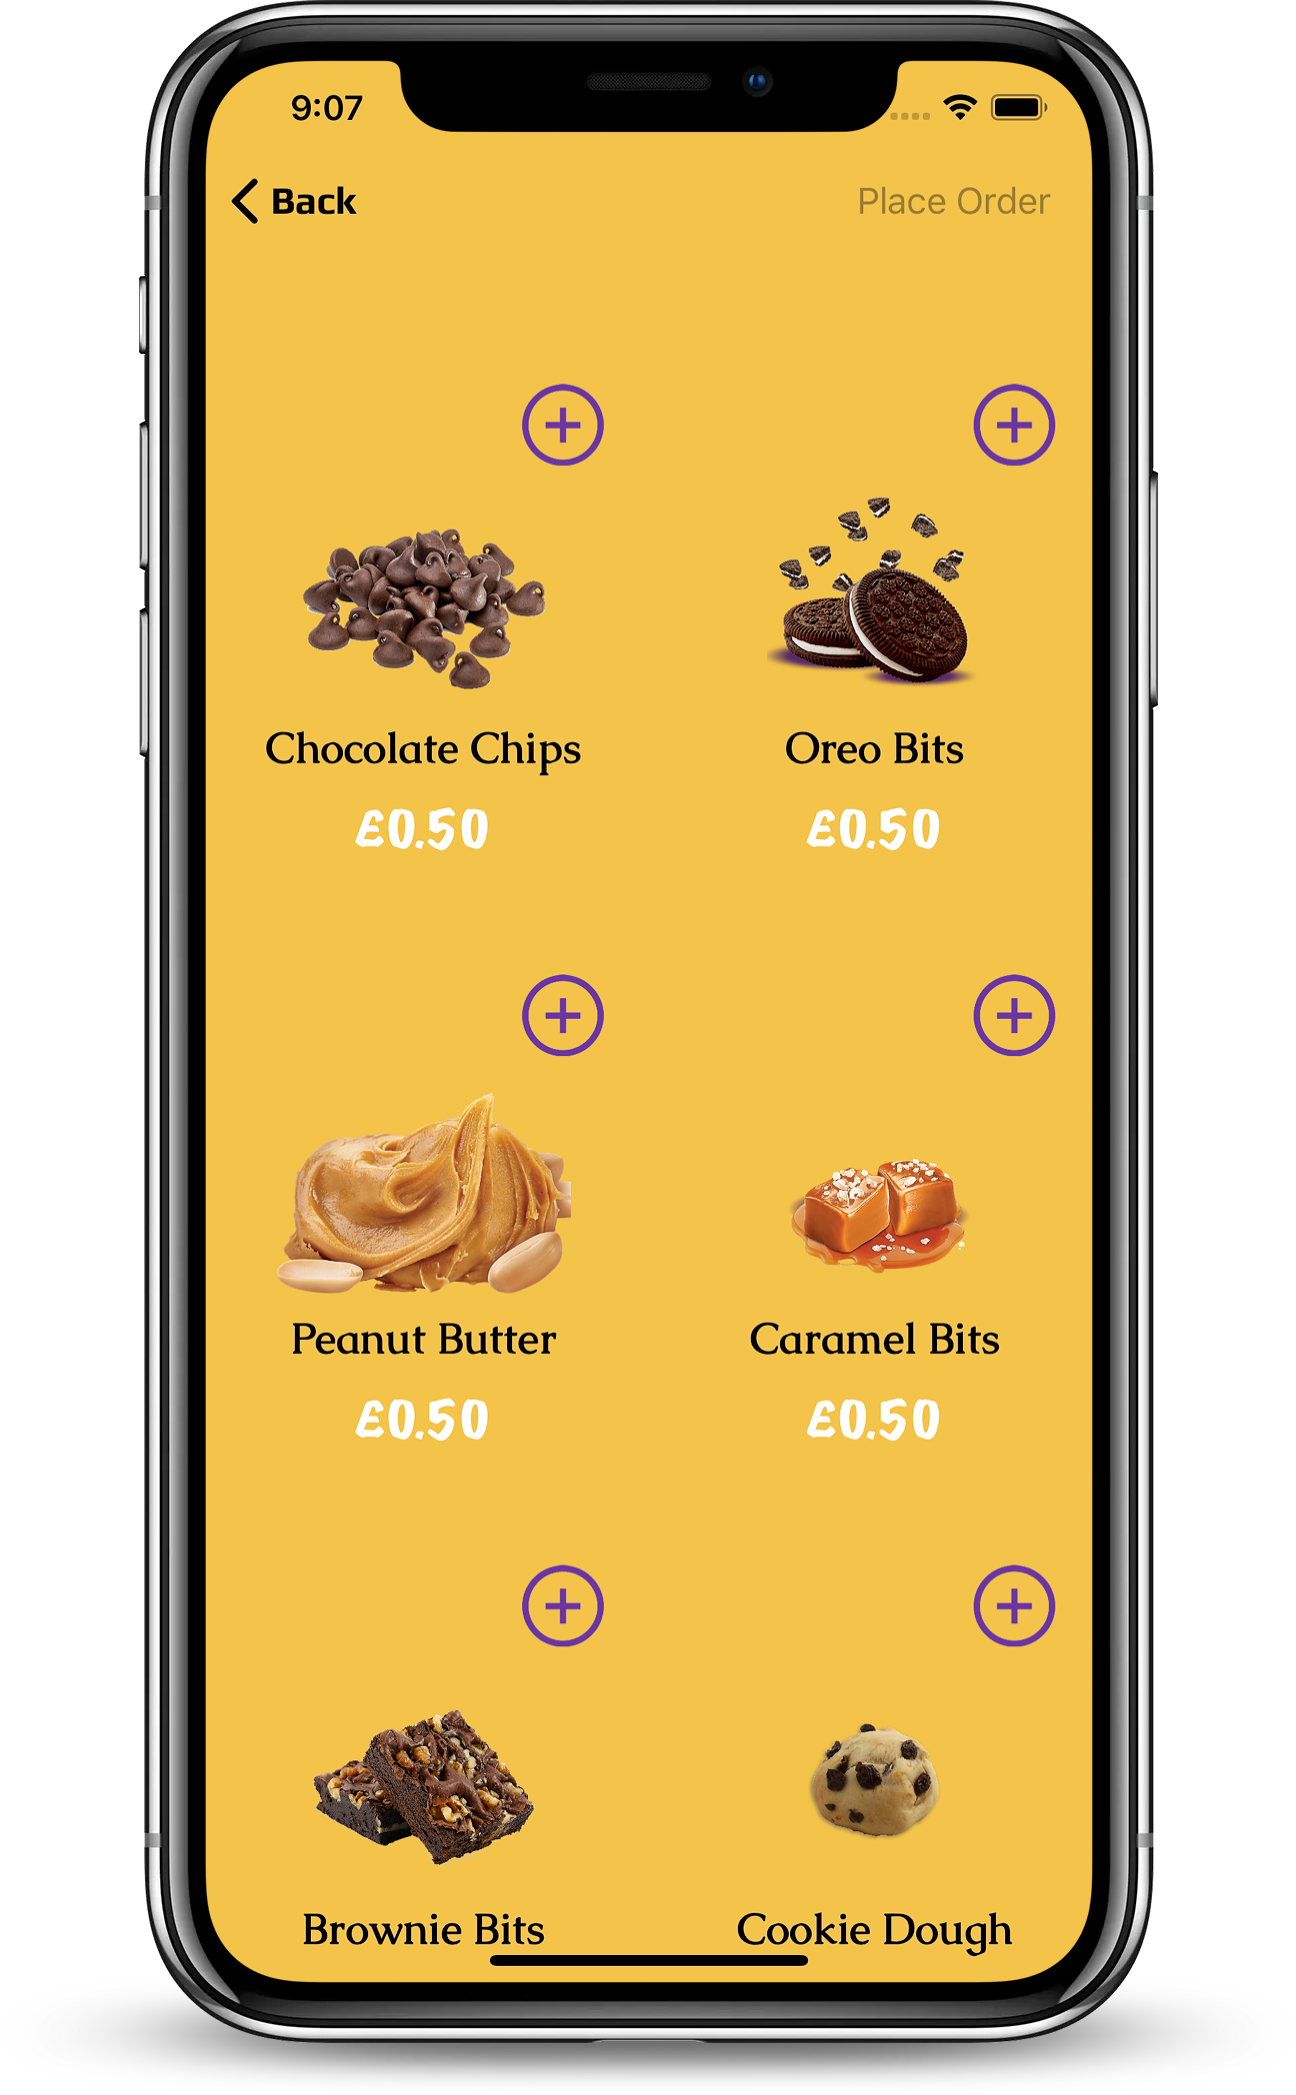 9:07
Back
Place Order
Chocolate Chips
Oreo Bits
£0.50
£0.50
Peanut Butter
Caramel Bits
£0.50
£0.50
Brownie Bits
Cookie Dough